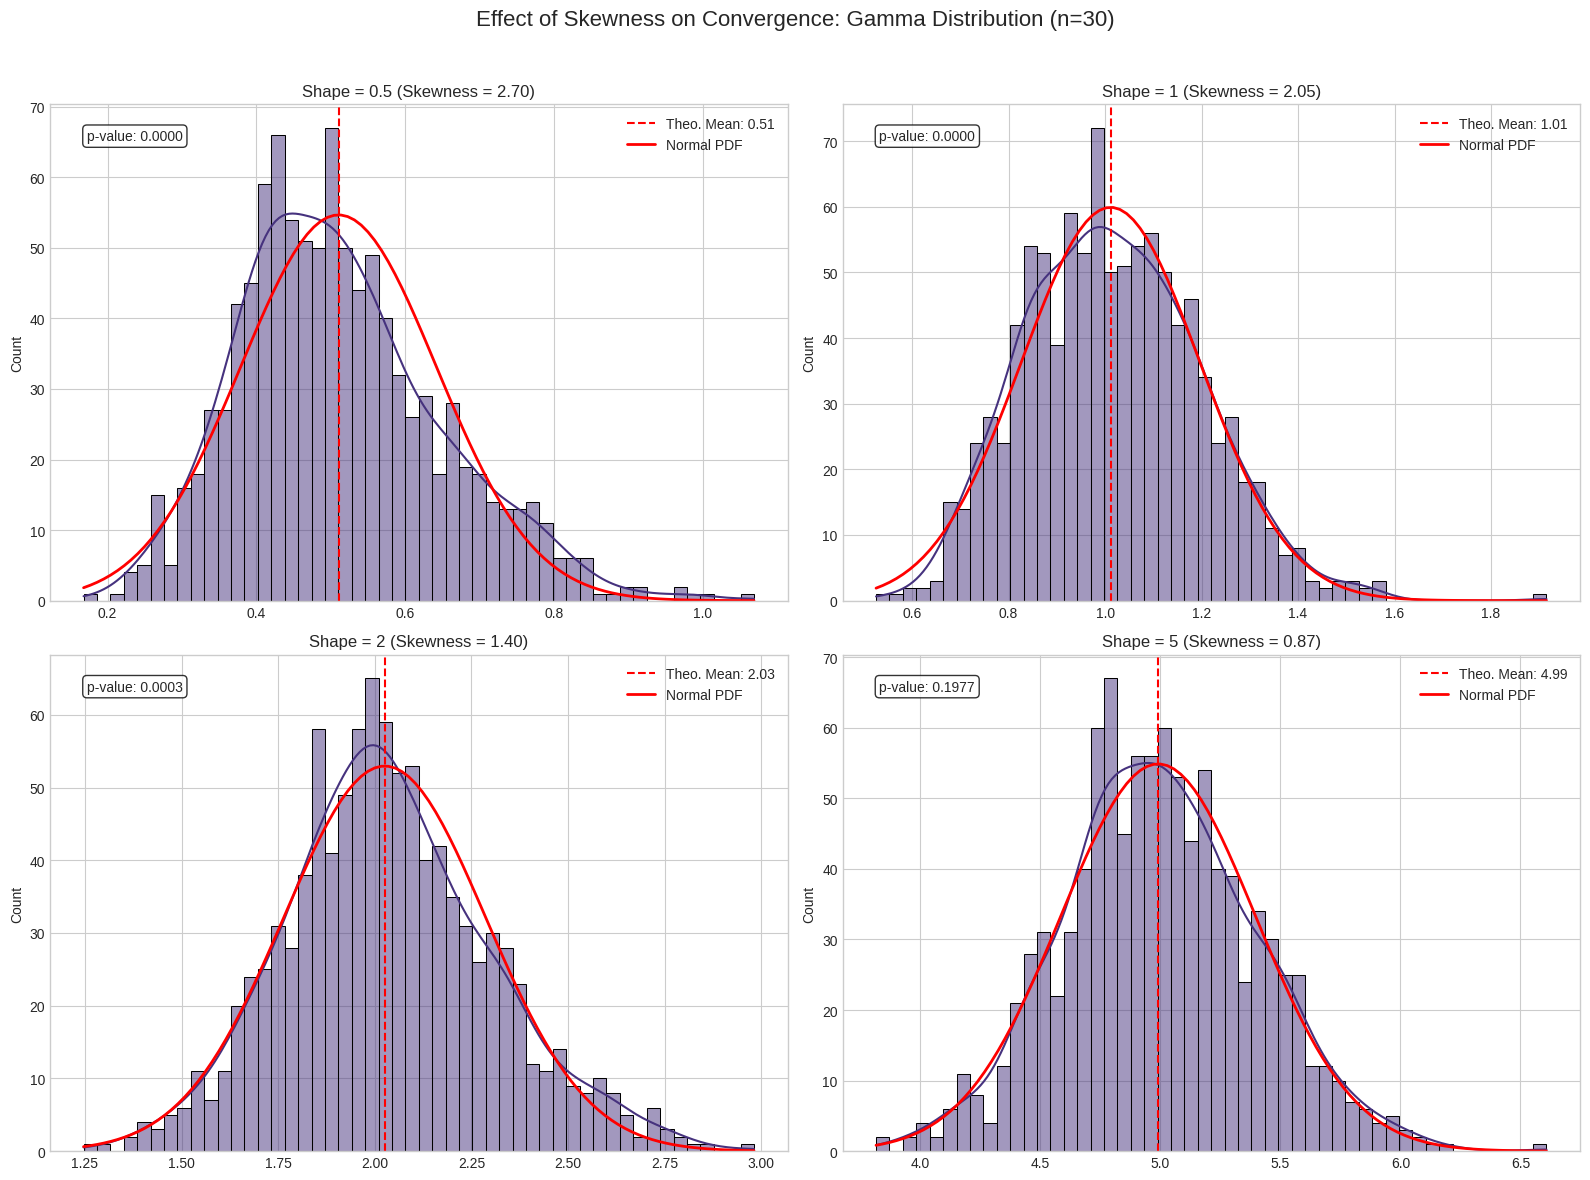 Effect of Skewness on Convergence: Gamma Distribution (n=30)
Shape = 0.5 (Skewness = 2.70)
p-value: 0.0000
Theo. Mean: 0.51
Normal PDF
Count
70
60
50
40
30
20
10
0
0.2 0.4 0.6 0.8 1.0
Shape = 1 (Skewness = 2.05)
p-value: 0.0000
Theo. Mean: 1.01
Normal PDF
Count
70
60
50
40
30
20
10
0
0.6 0.8 1.0 1.2 1.4 1.6 1.8
Shape = 2 (Skewness = 1.40)
p-value: 0.0003
Theo. Mean: 2.03
Normal PDF
Count
60
50
40
30
20
10
0
1.25 1.50 1.75 2.00 2.25 2.50 2.75 3.00
Shape = 5 (Skewness = 0.87)
p-value: 0.1977
Theo. Mean: 4.99
Normal PDF
Count
70
60
50
40
30
20
10
0
4.0 4.5 5.0 5.5 6.0 6.5